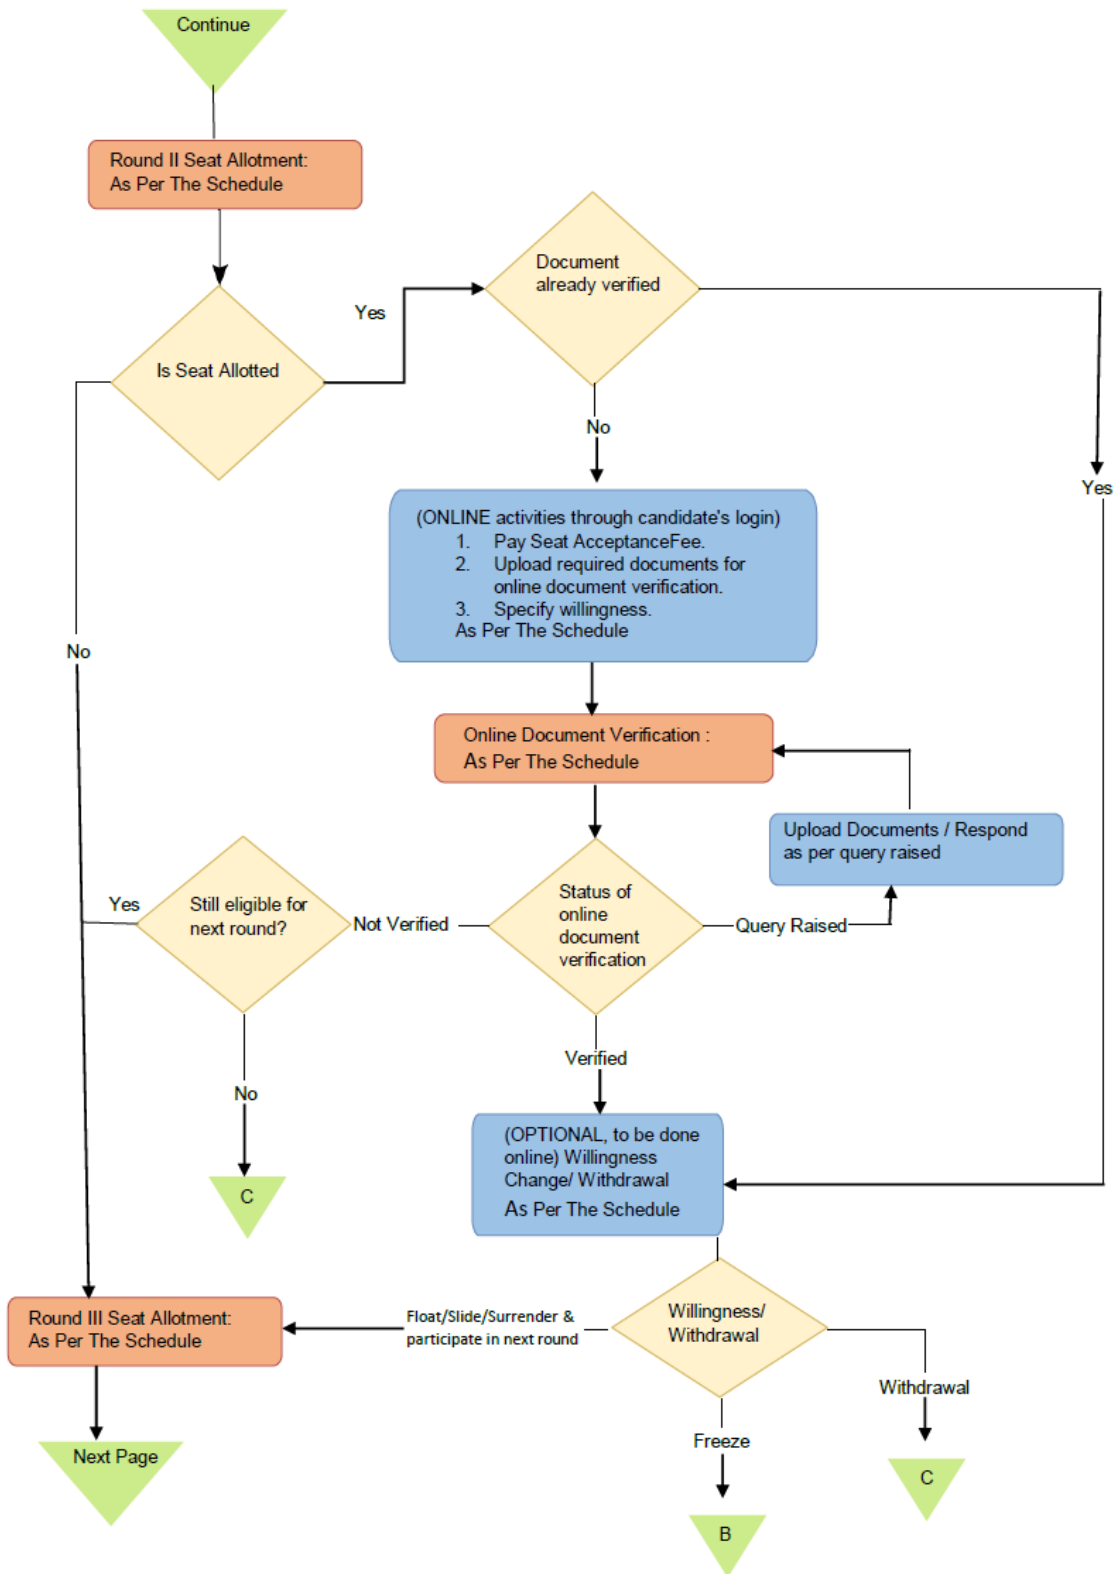 Continue
Round II Seat Allotment:
As Per The Schedule
Document
already verified
Yes
Is Seat Allotted
No
Yes
(ONLINE activities through candidate's login)
1. Pay Seat AcceptanceFee.
2. Upload required documents for
online document verification.
3. Specify willingness.
As Per The Schedule
No
Online Document Verification :
As Per The Schedule
Upload Documents / Respond
as per query raised
Yes
Still eligible for
next round?
Not Verified
Status of
online
document
verification
Query Raised
Verified
No
(OPTIONAL, to be done
online) Willingness
Change/ Withdrawal
As Per The Schedule
C
Round III Seat Allotment:
As Per The Schedule
Float/Slide/Surrender &
participate in next round
Willingness/
Withdrawal
Withdrawal
Freeze
Next Page
C
B